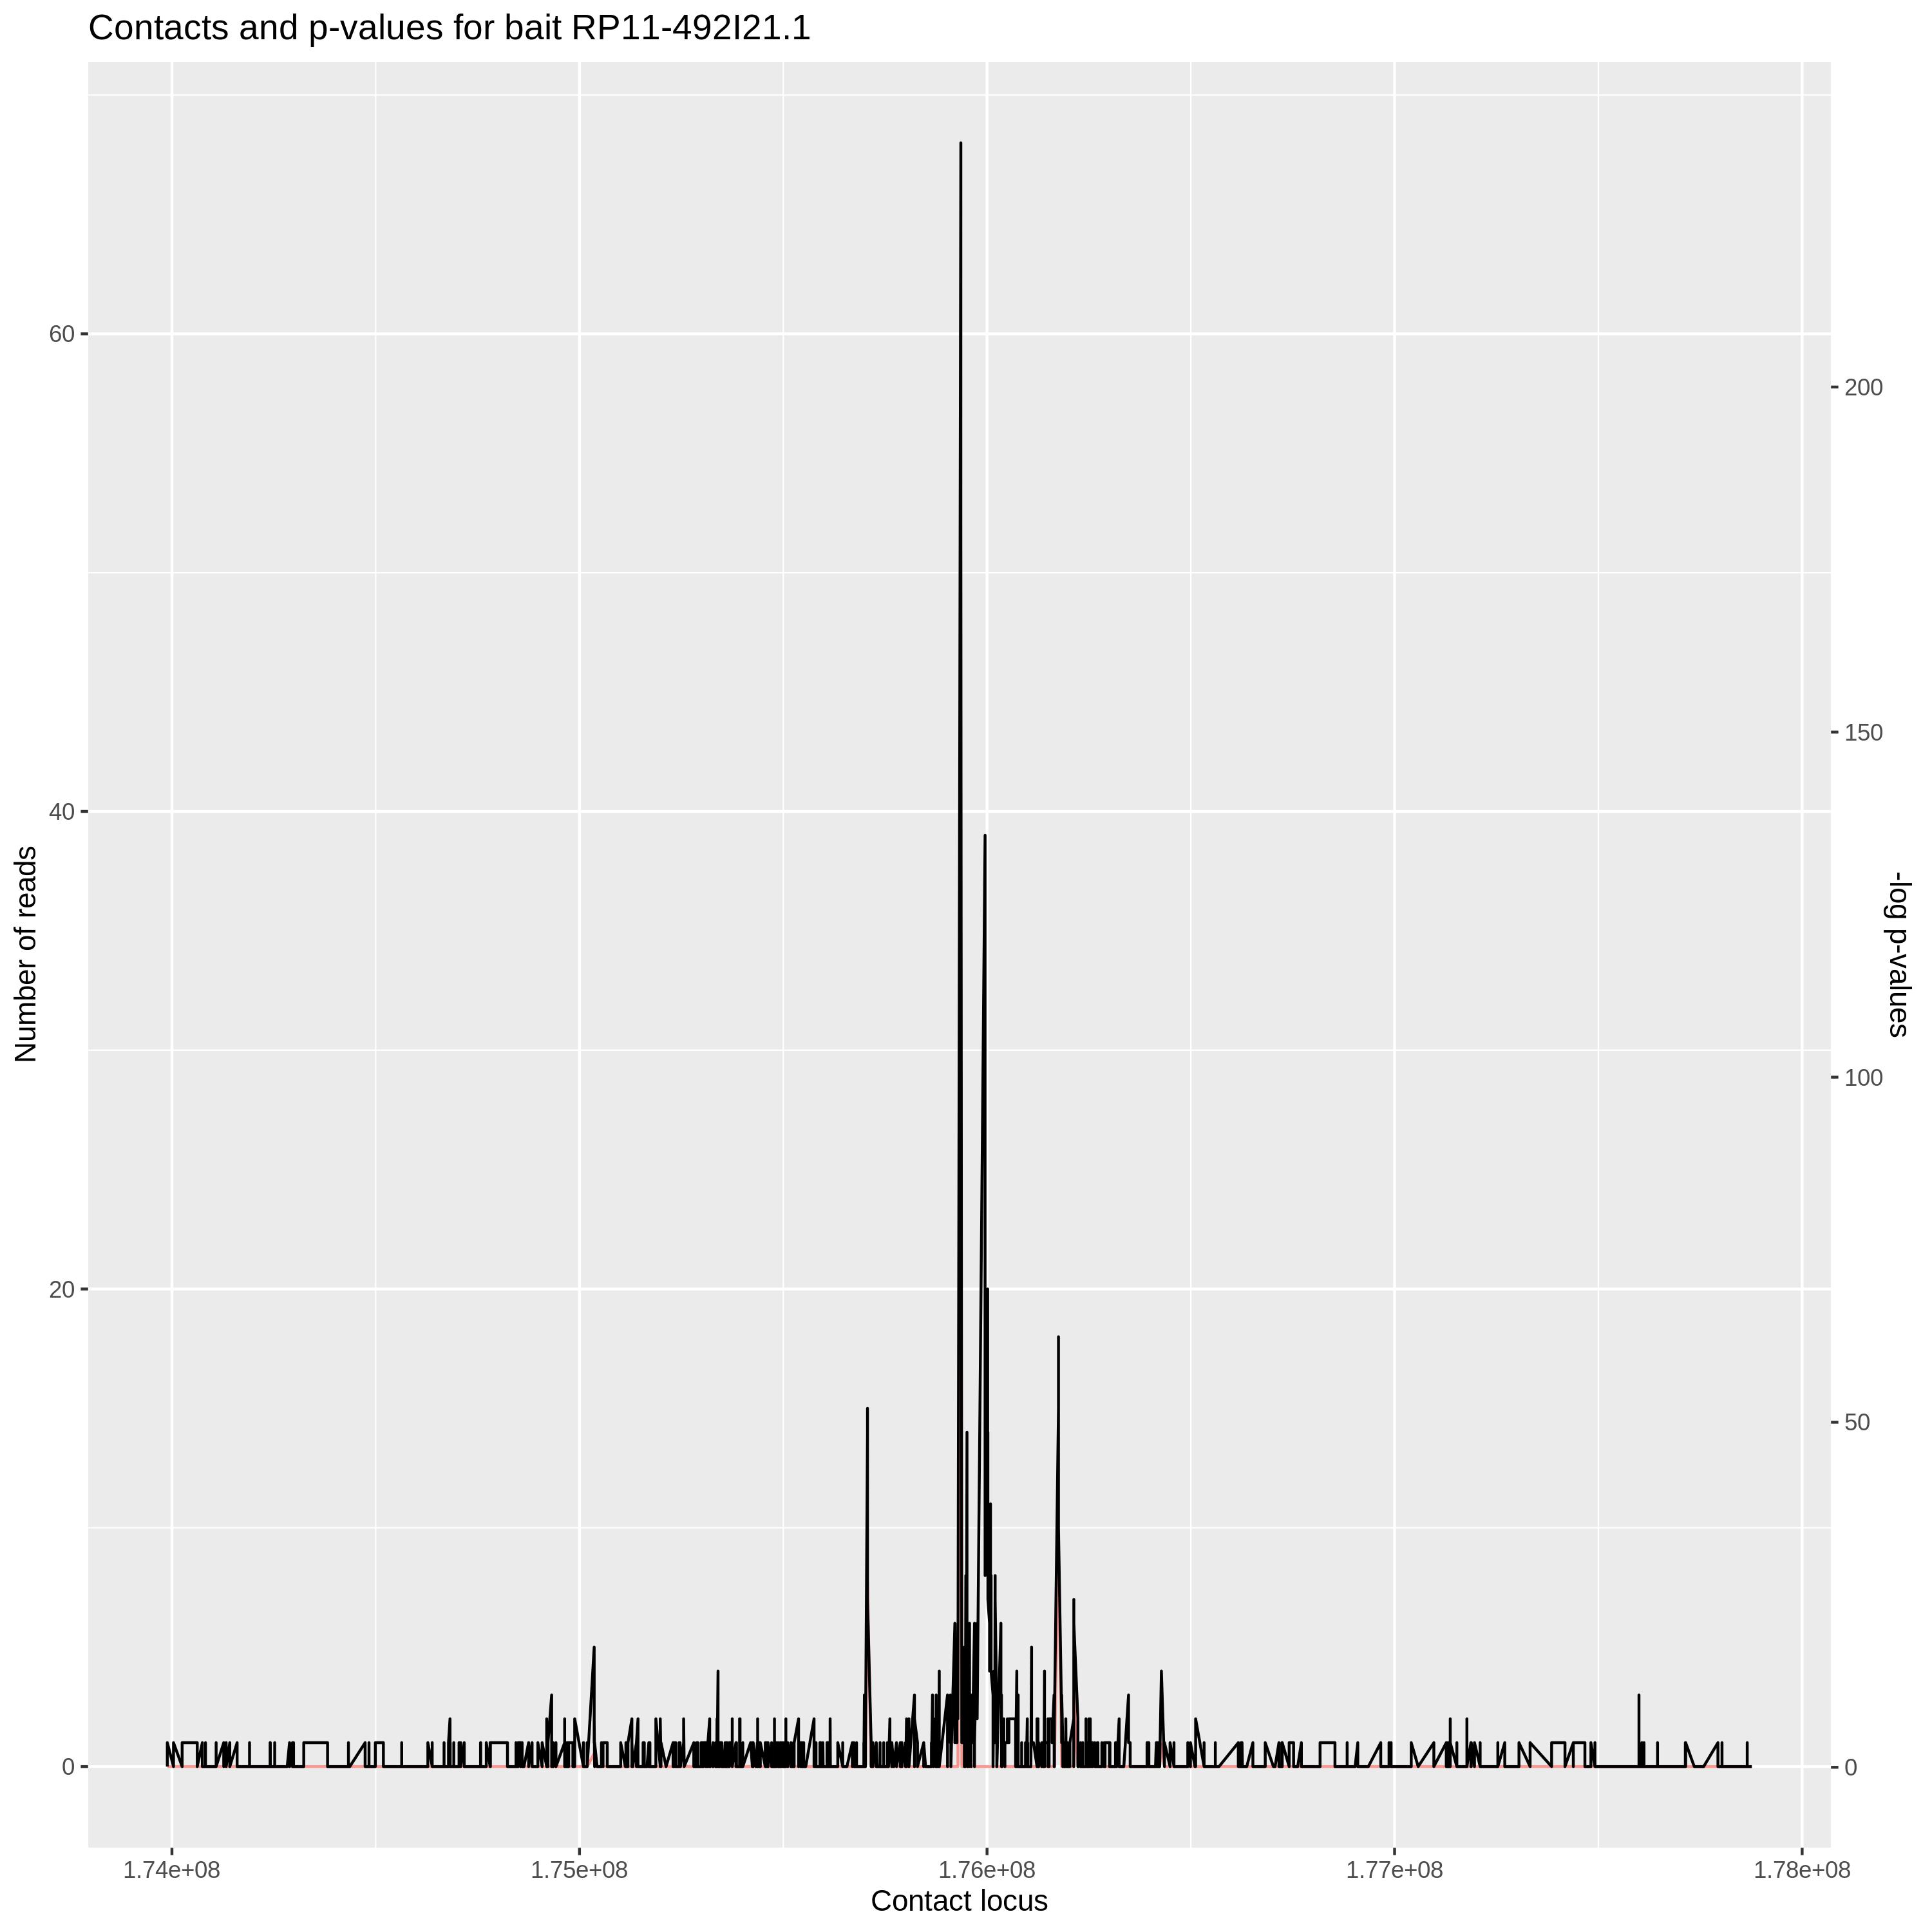 Contacts and p-values for bait RP11-492I21.1
60
40
20
0
Number of reads
200
150
100
50
0
-log p-values
1.74e+08
1.75e+08
1.76e+08
1.77e+08
1.78e+08
Contact locus